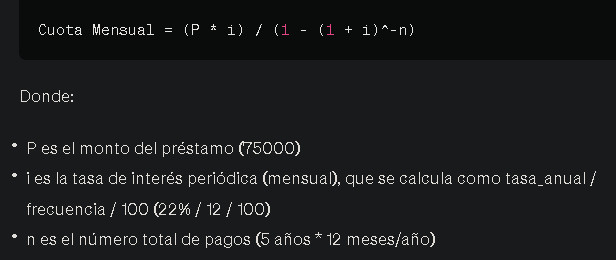 Cuota Mensual = (P * i) / (1 - (1 + i)^-n)
Donde:
• P es el monto del préstamo (75000)
• i es la tasa de interés periódica (mensual), que se calcula como tasa_anual /
frecuencia / 100 (22% / 12 / 100)
• n es el número total de pagos (5 años * 12 meses/año)